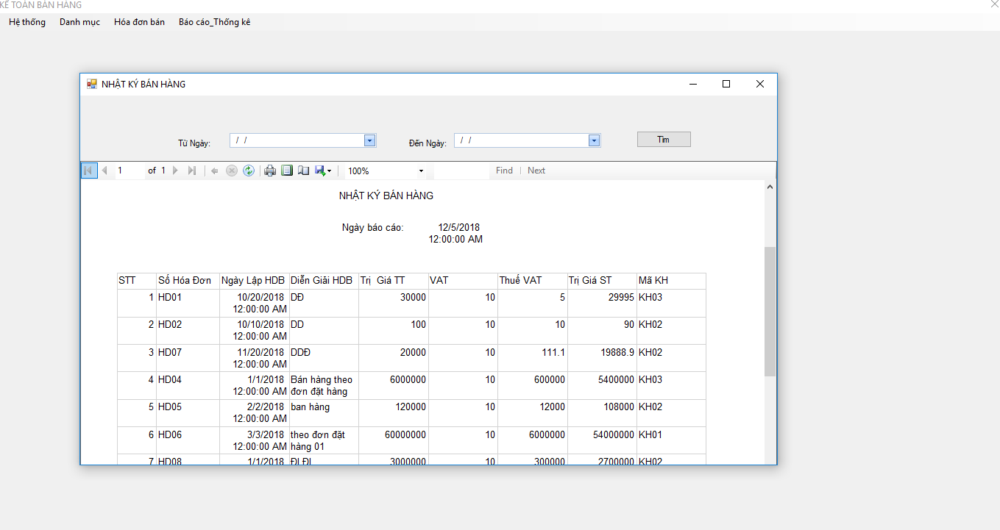 KẾ TOÁN BÁN HÀNG
Hệ thống Danh mục Hóa đơn bán Báo cáo_Thống kê
NHẬT KÝ BÁN HÀNG
Từ Ngày: / / Đến Ngày: / / Tìm
1 of 1 100% Find | Next
NHẬT KÝ BÁN HÀNG
Ngày báo cáo: 12/5/2018
12:00:00 AM
STT Số Hóa Đơn Ngày Lập HDB Diễn Giải HDB Trị Giá TT VAT Thuế VAT Trị Giá ST Mã KH
1 HD01 10/20/2018 DĐ 30000 10 5 29995 KH03
12:00:00 AM
2 HD02 10/10/2018 DD 100 10 10 90 KH02
12:00:00 AM
3 HD07 11/20/2018 DDĐ 20000 10 111.1 19888.9 KH02
12:00:00 AM
4 HD04 1/1/2018 Bán hàng theo 6000000 10 600000 5400000 KH03
12:00:00 AM đơn đặt hàng
5 HD05 2/2/2018 ban hàng 120000 10 12000 108000 KH02
12:00:00 AM
6 HD06 3/3/2018 theo đơn đặt 60000000 10 6000000 54000000 KH01
12:00:00 AM hàng 01
7 HD08 1/1/2018 3000000 10 300000 2700000 KH02